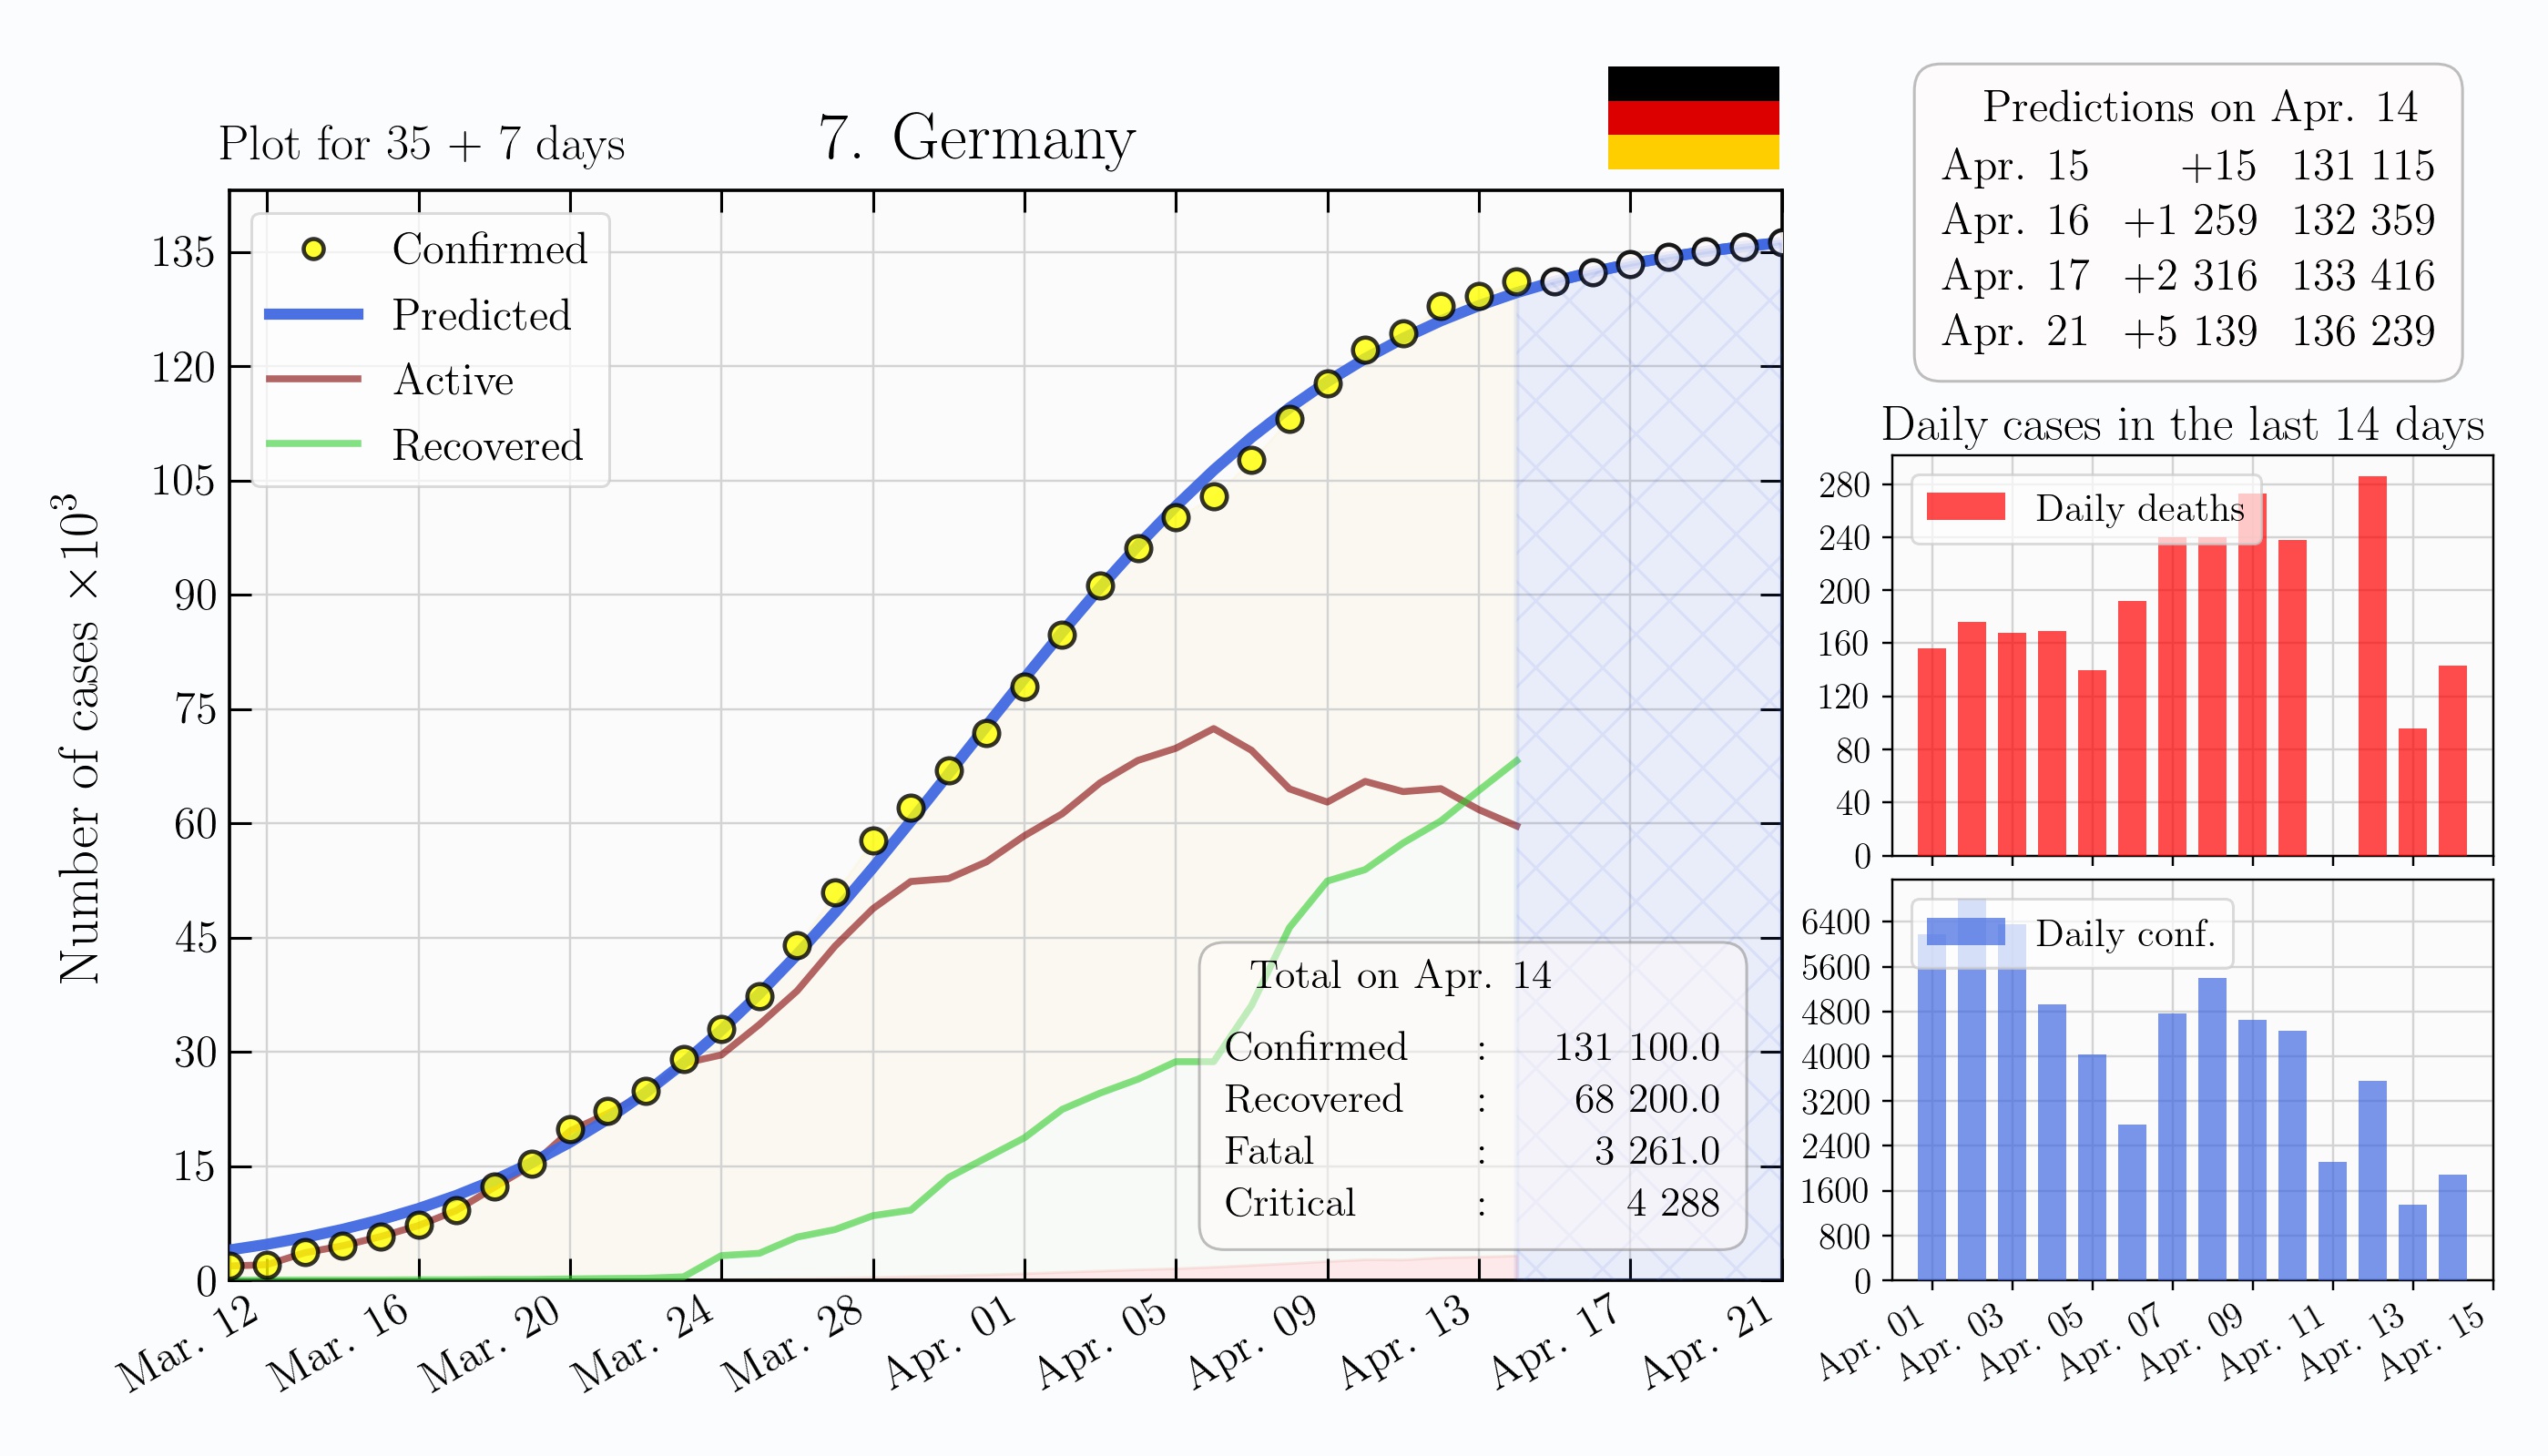 Plot for 35 + 7 days
7. Germany
Number of cases ×10³
135
120
105
90
75
60
45
30
15
0
Confirmed
Predicted
Active
Recovered
Total on Apr. 14
Confirmed : 131 100.0
Recovered : 68 200.0
Fatal : 3 261.0
Critical : 4 288
Mar. 12
Mar. 16
Mar. 20
Mar. 24
Mar. 28
Apr. 01
Apr. 05
Apr. 09
Apr. 13
Apr. 17
Apr. 21
Predictions on Apr. 14
Apr. 15 +15 131 115
Apr. 16 +1 259 132 359
Apr. 17 +2 316 133 416
Apr. 21 +5 139 136 239
Daily cases in the last 14 days
280
240
200
160
120
80
40
0
Daily deaths
6400
5600
4800
4000
3200
2400
1600
800
0
Daily conf.
Apr. 01
Apr. 03
Apr. 05
Apr. 07
Apr. 09
Apr. 11
Apr. 13
Apr. 15